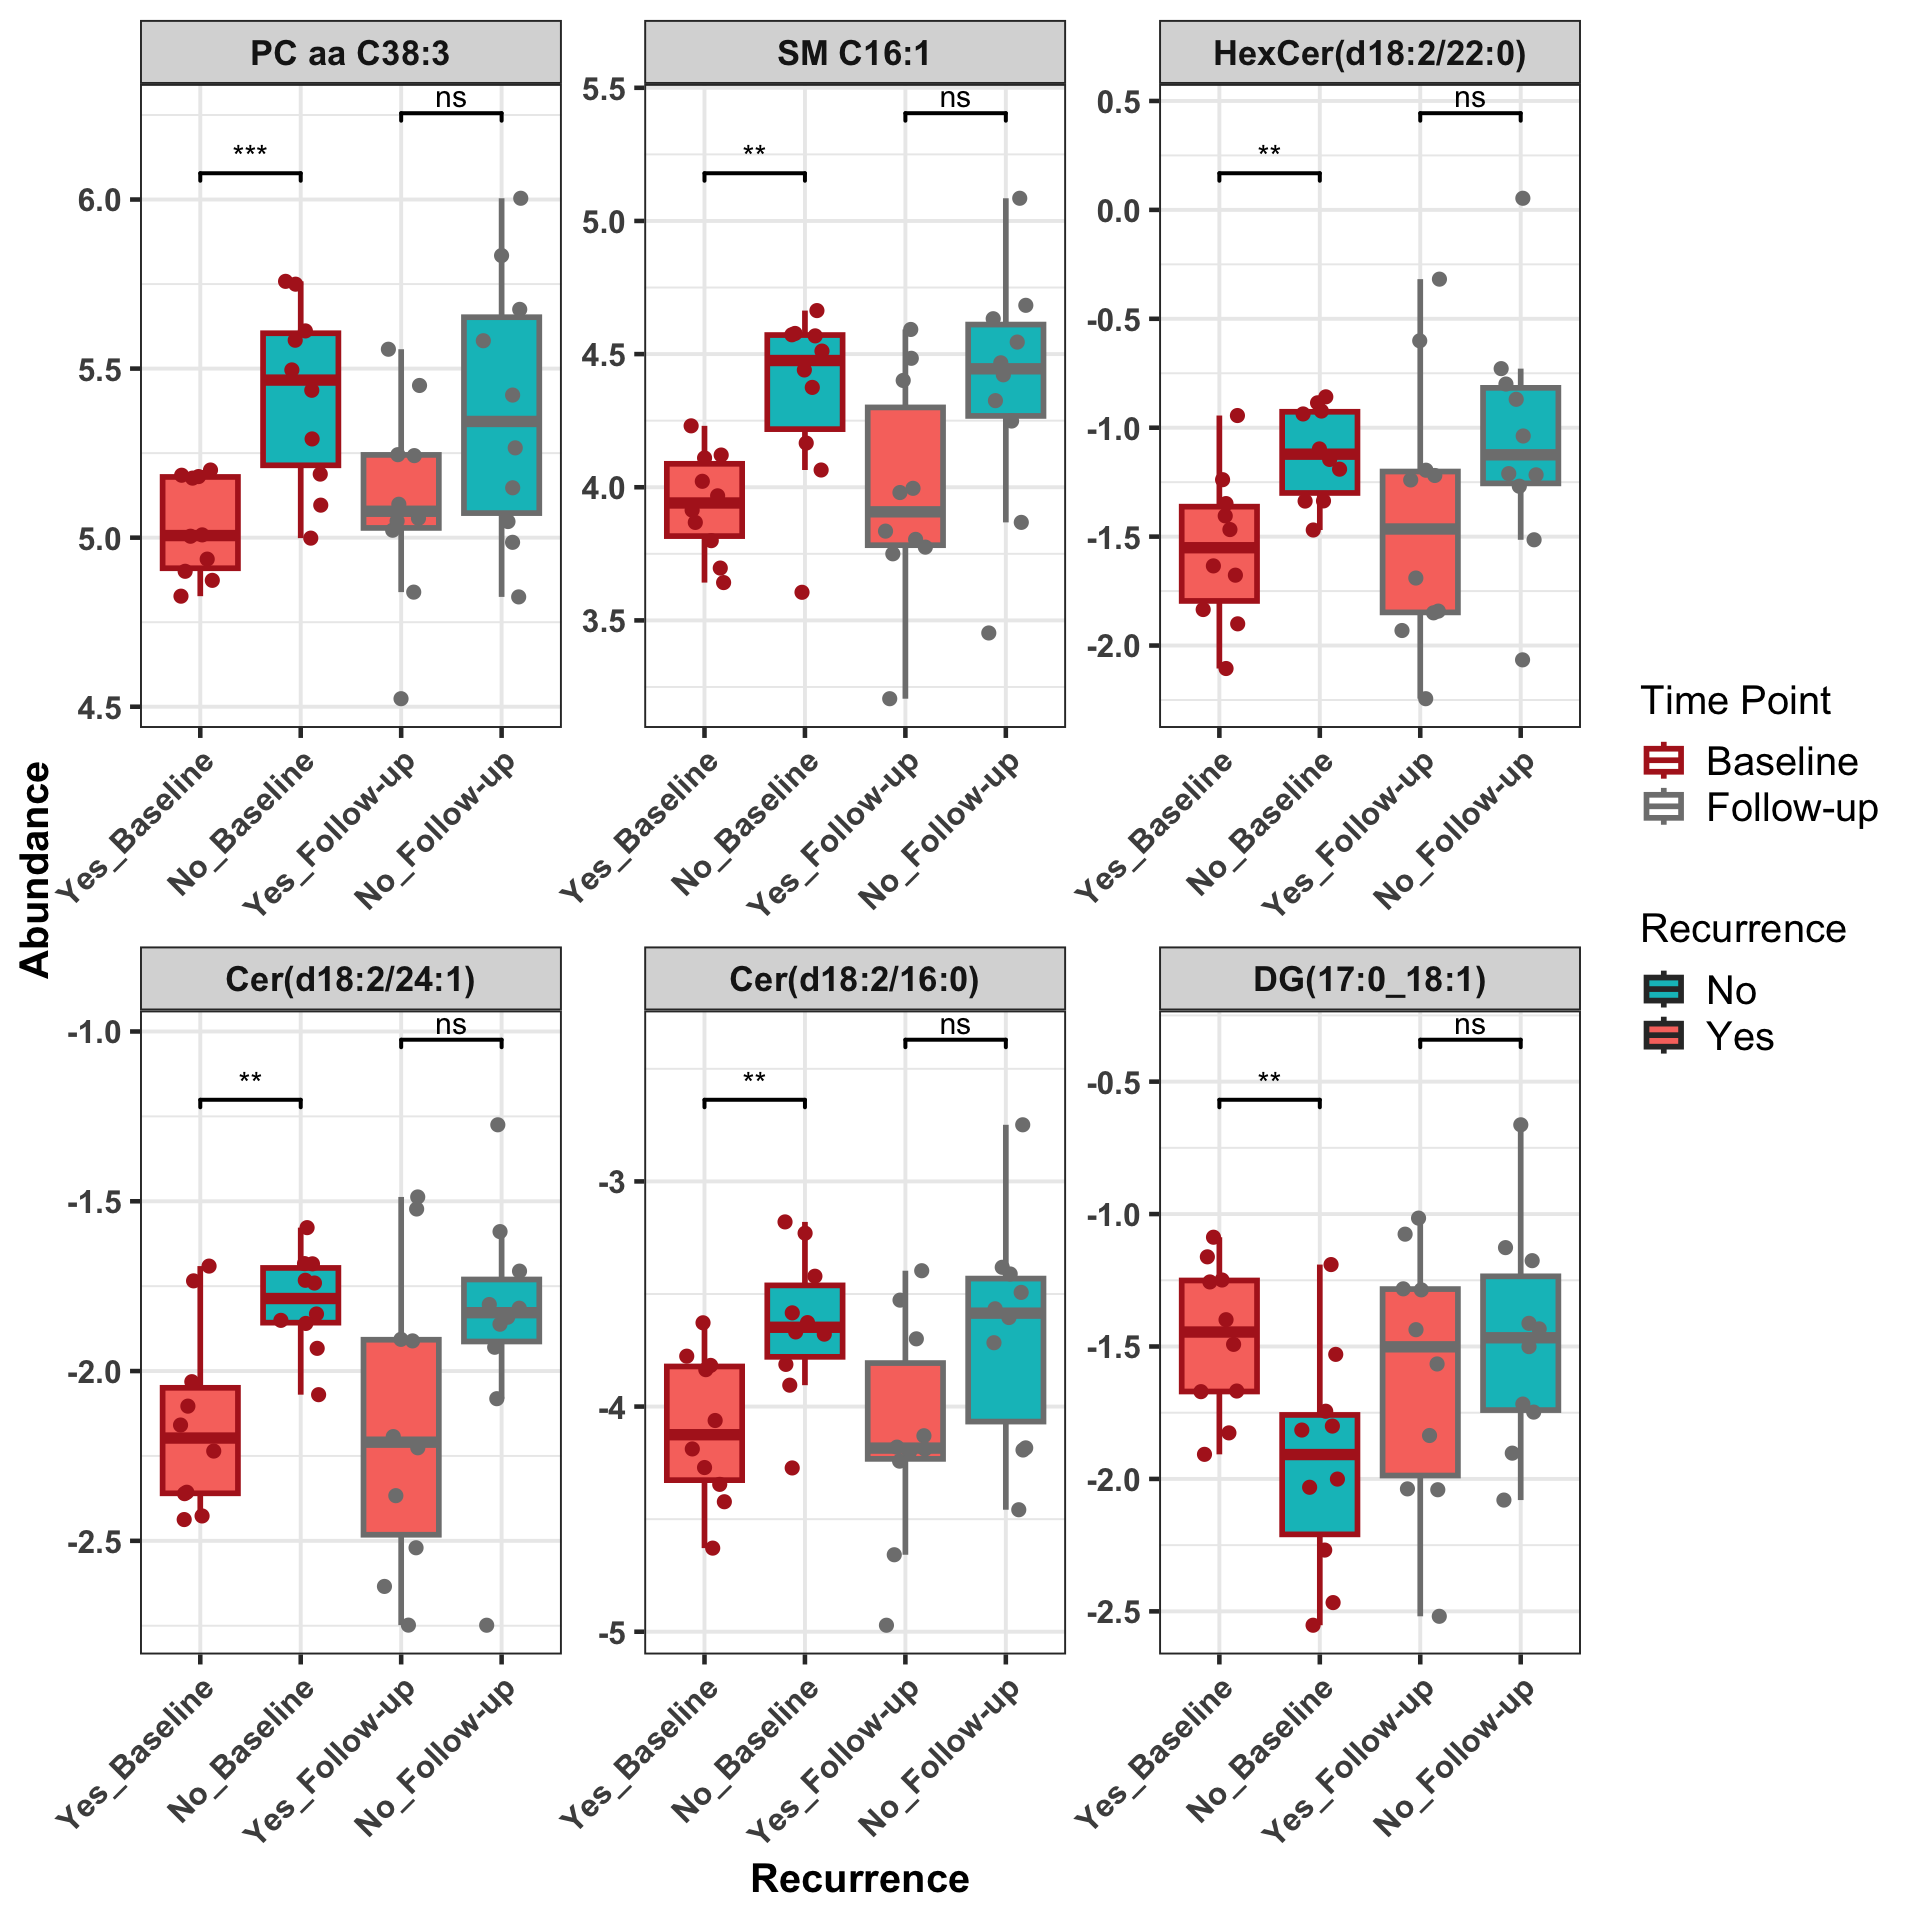 PC aa C38:3
SM C16:1
HexCer(d18:2/22:0)
ns
***
6.0
5.5
5.0
4.5
ns
**
5.5
5.0
4.5
4.0
3.5
ns
**
0.5
0.0
-0.5
-1.0
-1.5
-2.0
Yes_Baseline
No_Baseline
Yes_Follow-up
No_Follow-up
Yes_Baseline
No_Baseline
Yes_Follow-up
No_Follow-up
Yes_Baseline
No_Baseline
Yes_Follow-up
No_Follow-up
Abundance
Cer(d18:2/24:1)
Cer(d18:2/16:0)
DG(17:0_18:1)
ns
**
-1.0
-1.5
-2.0
-2.5
ns
**
-3
-4
-5
ns
**
-0.5
-1.0
-1.5
-2.0
-2.5
Yes_Baseline
No_Baseline
Yes_Follow-up
No_Follow-up
Yes_Baseline
No_Baseline
Yes_Follow-up
No_Follow-up
Yes_Baseline
No_Baseline
Yes_Follow-up
No_Follow-up
Recurrence
Time Point
Baseline
Follow-up
Recurrence
No
Yes